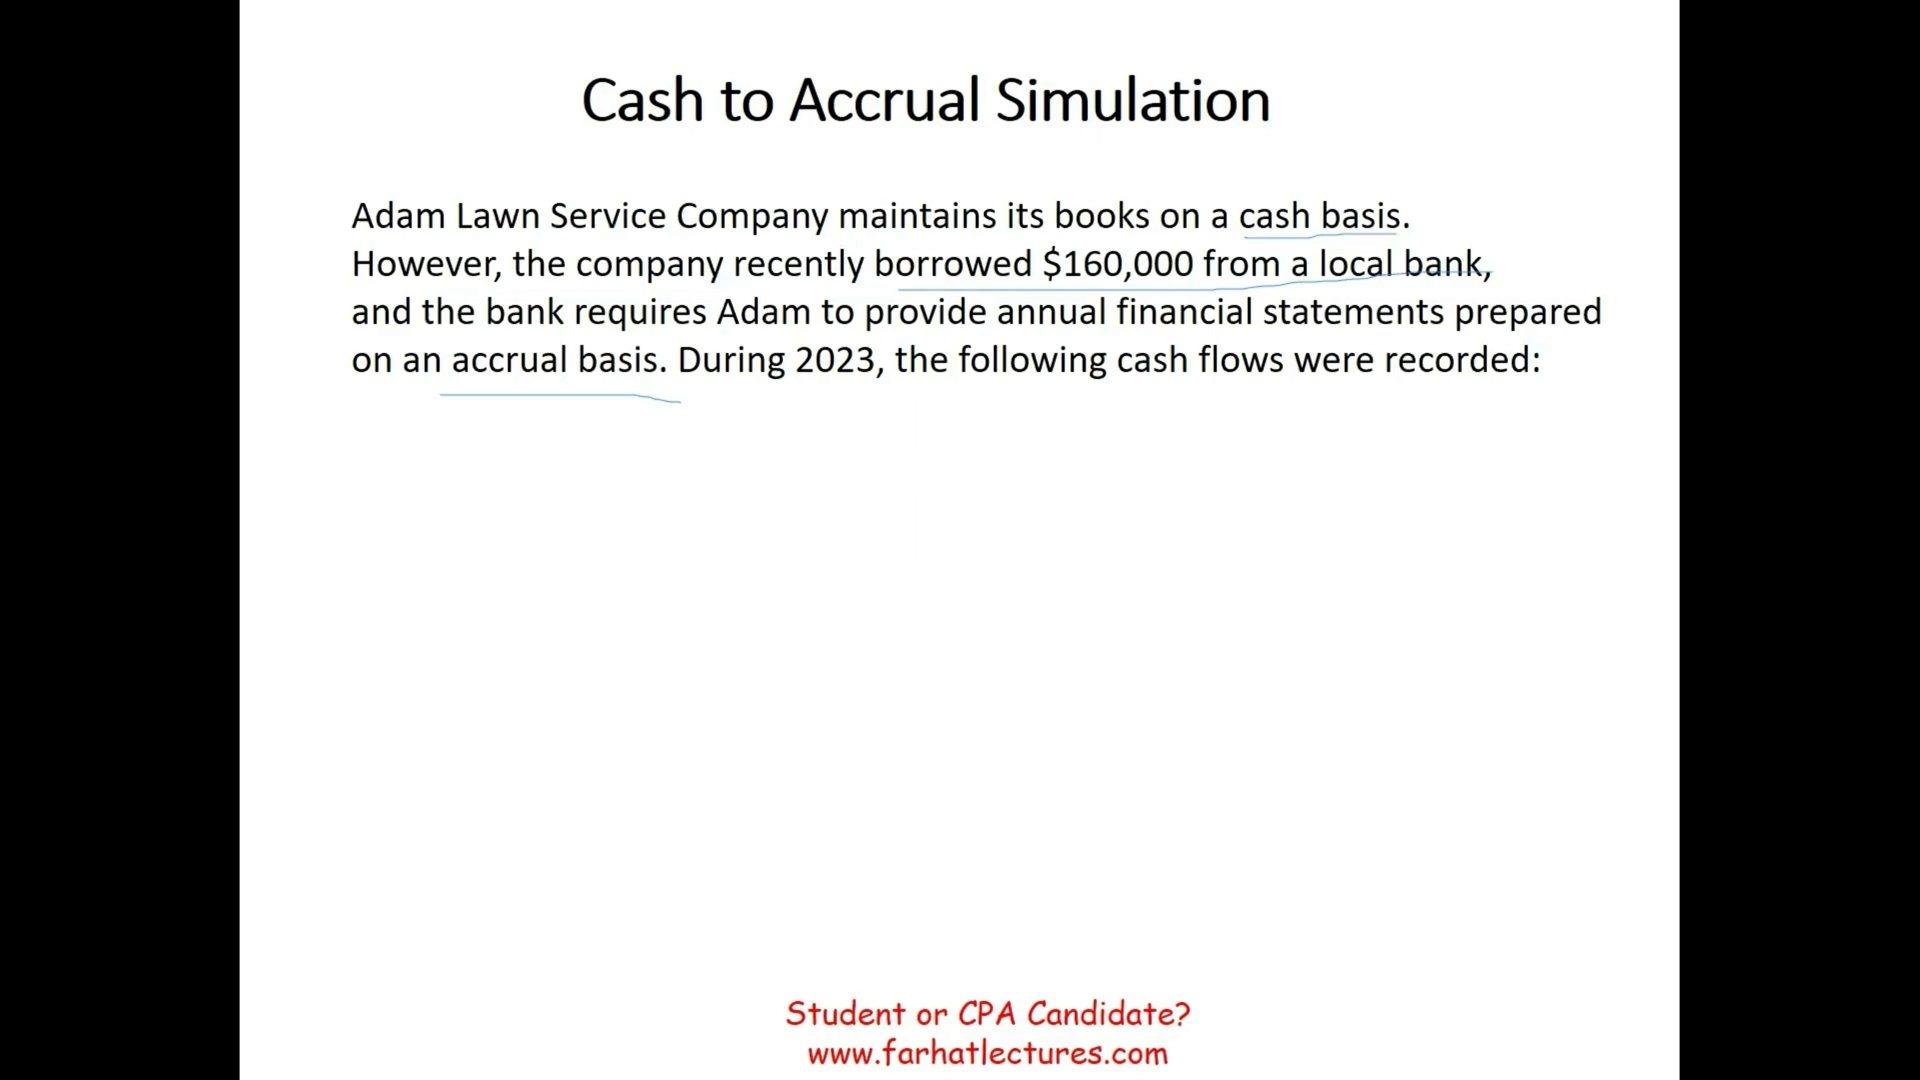 Cash to Accrual Simulation
Adam Lawn Service Company maintains its books on a cash basis.
However, the company recently borrowed $160,000 from a local bank,
and the bank requires Adam to provide annual financial statements prepared
on an accrual basis. During 2023, the following cash flows were recorded:
Student or CPA Candidate?
www.farhatlectures.com